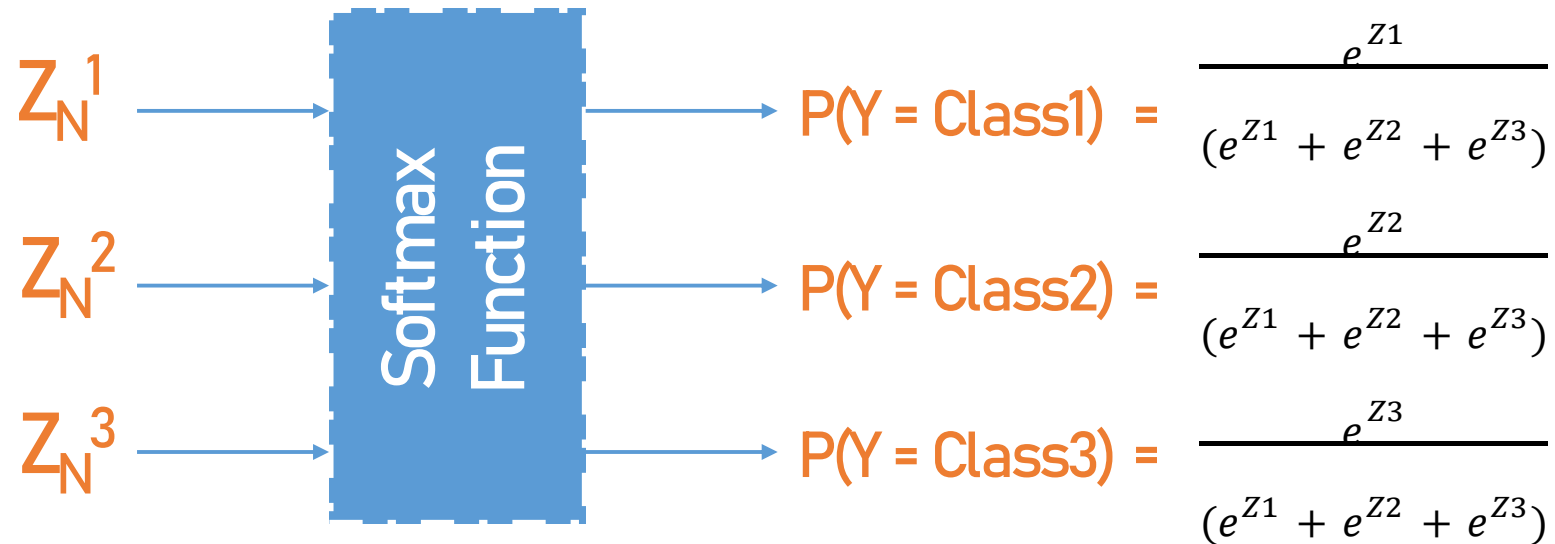 Z_N^1
Softmax
Function
P(Y = Class1) = e^{Z1} / (e^{Z1} + e^{Z2} + e^{Z3})
Z_N^2
P(Y = Class2) = e^{Z2} / (e^{Z1} + e^{Z2} + e^{Z3})
Z_N^3
P(Y = Class3) = e^{Z3} / (e^{Z1} + e^{Z2} + e^{Z3})